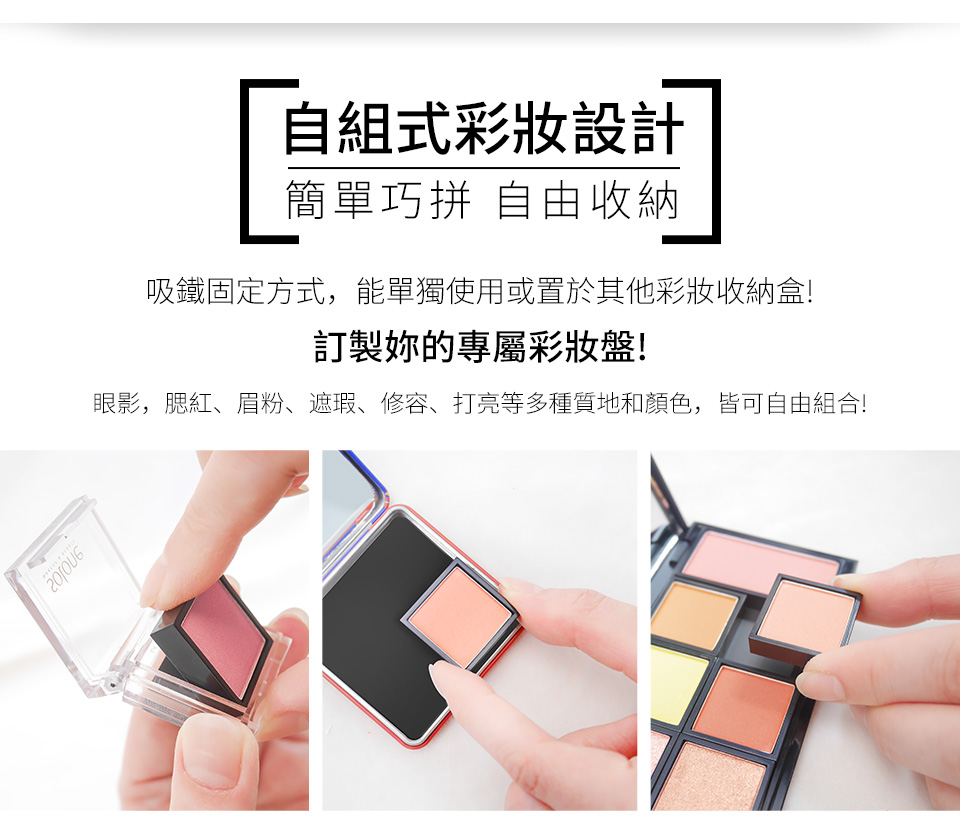 自組式彩妝設計
簡單巧拼 自由收納
吸鐵固定方式，能單獨使用或置於其他彩妝收納盒!
訂製妳的專屬彩妝盤!
眼影，腮紅、眉粉、遮瑕、修容、打亮等多種質地和顏色，皆可自由組合!
solone